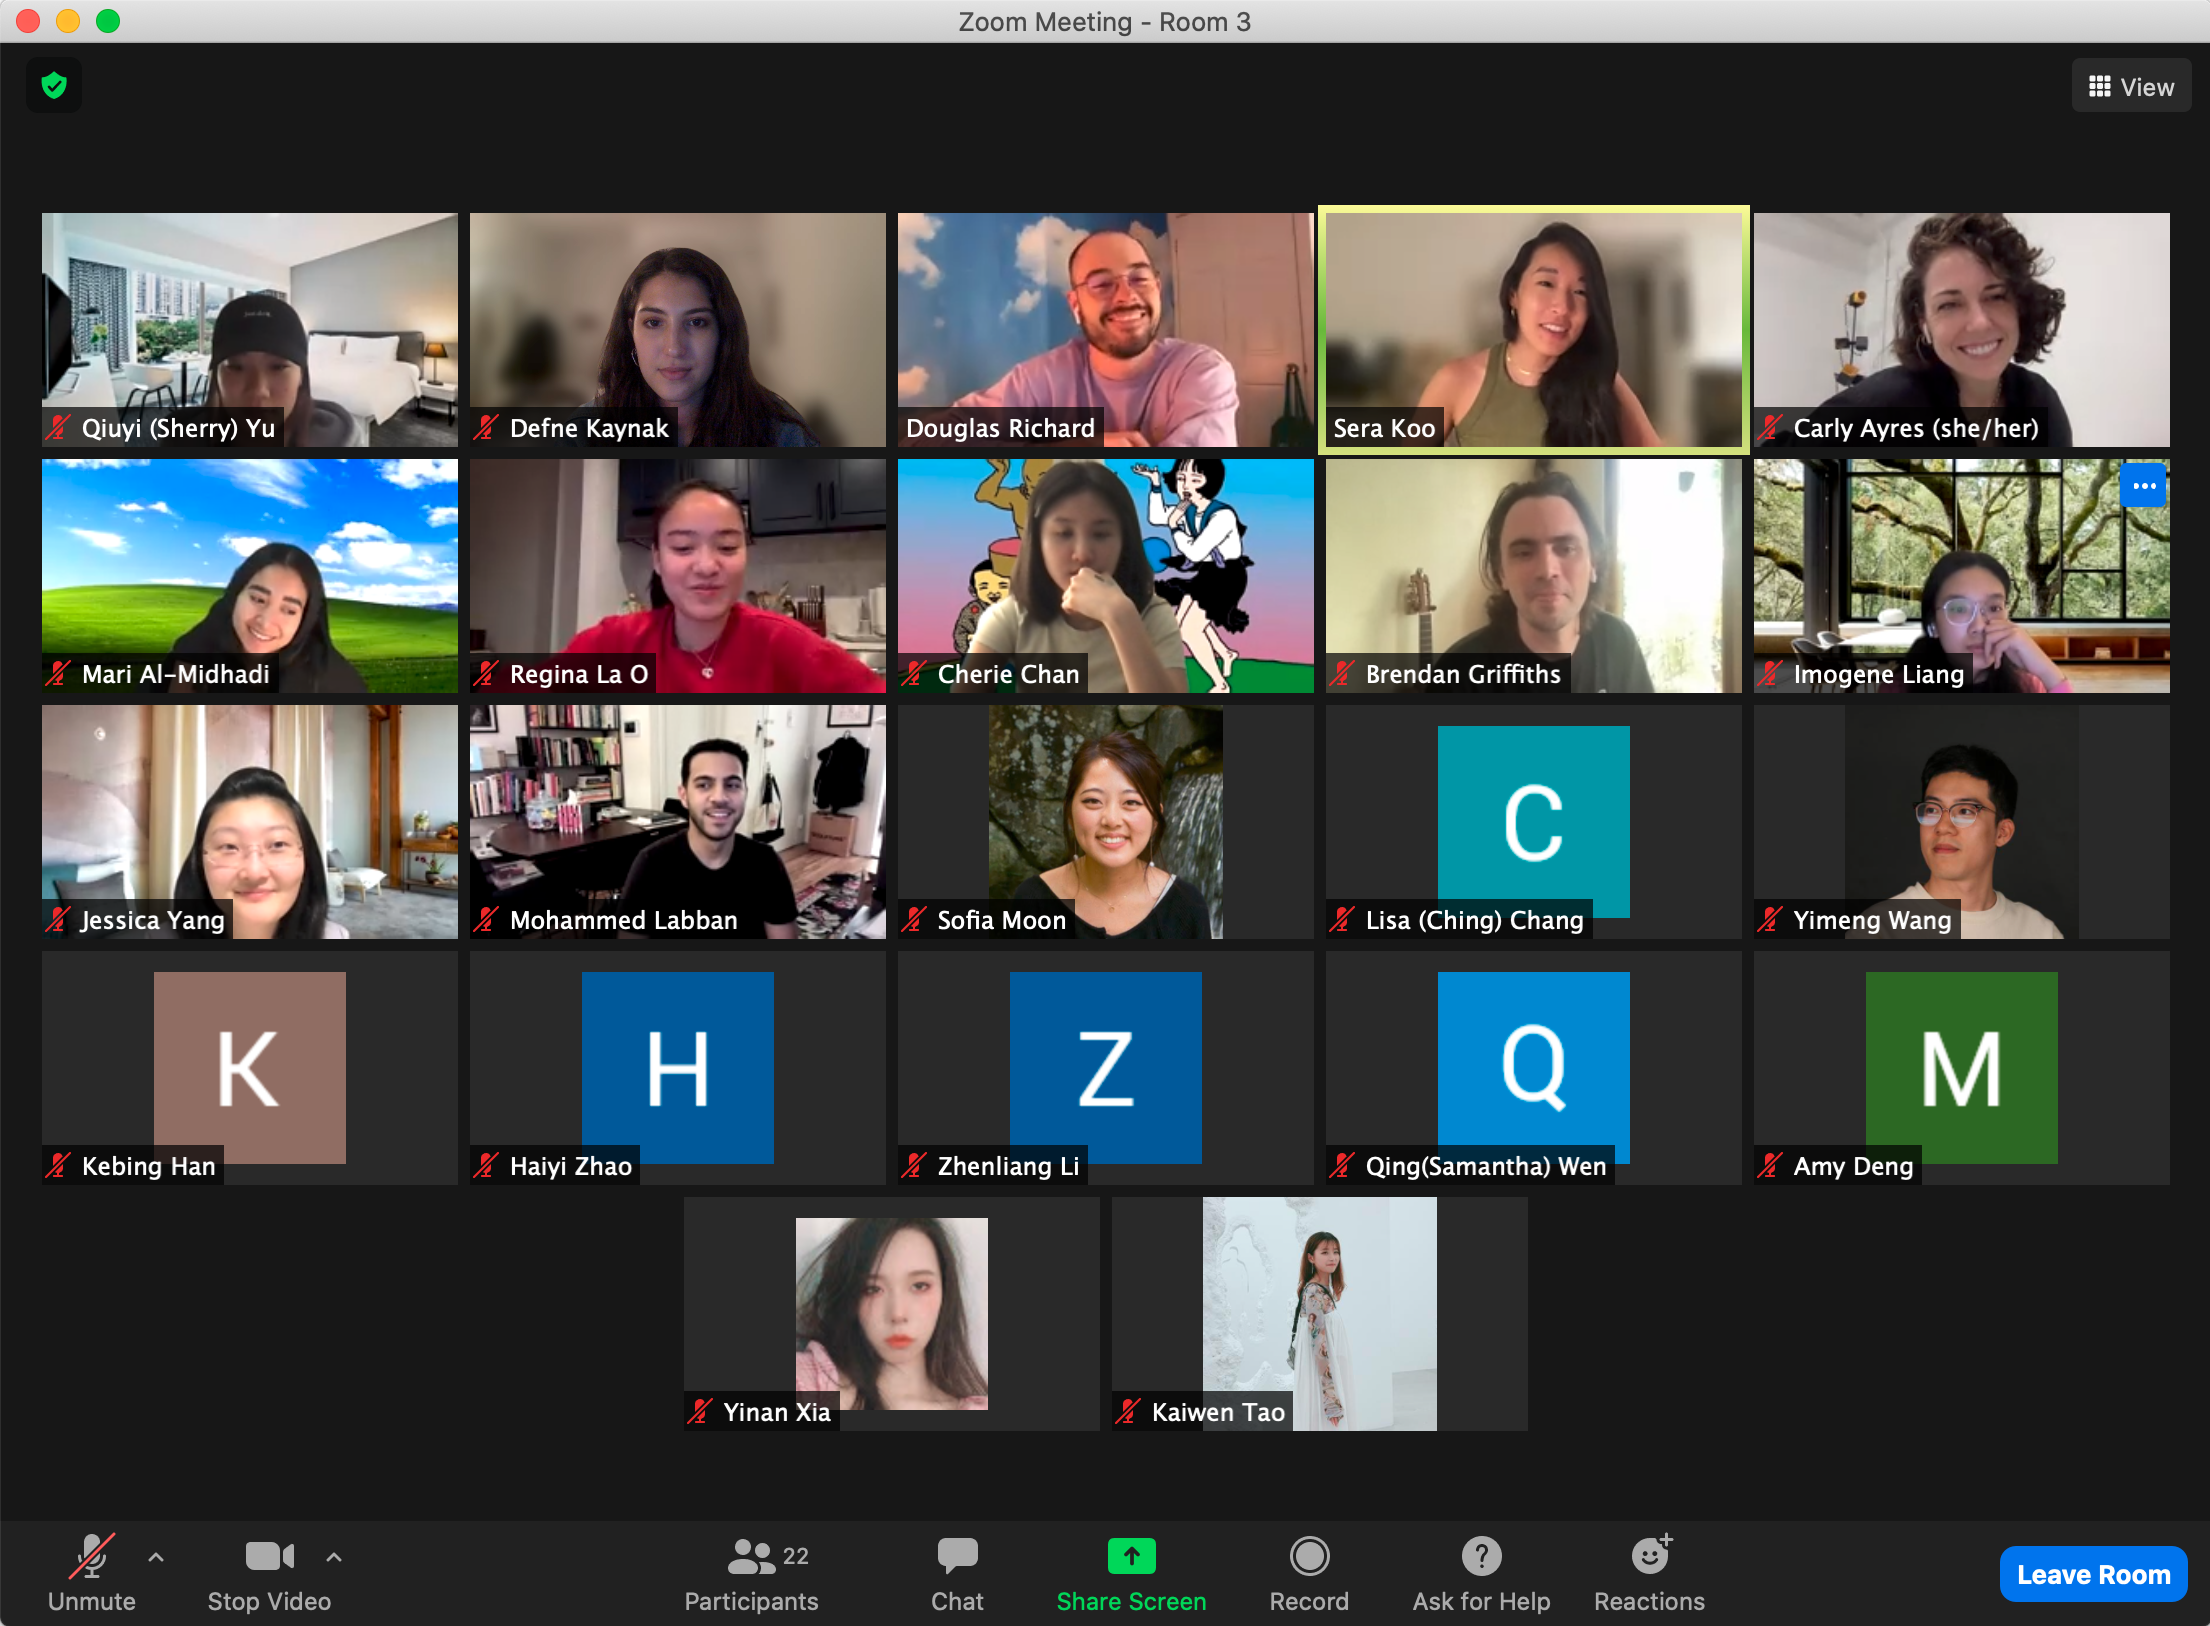 Zoom Meeting - Room 3
View
Qiuyi (Sherry) Yu
Defne Kaynak
Douglas Richard
Sera Koo
Carly Ayres (she/her)
Mari Al-Midhadi
Regina La O
Cherie Chan
Brendan Griffiths
Imogene Liang
Jessica Yang
Mohammed Labban
Sofia Moon
C
Lisa (Ching) Chang
Yimeng Wang
K
Kebing Han
H
Haiyi Zhao
Z
Zhenliang Li
Q
Qing(Samantha) Wen
M
Amy Deng
Yinan Xia
Kaiwen Tao
Unmute
Stop Video
22
Participants
Chat
Share Screen
Record
?
Ask for Help
Reactions
Leave Room